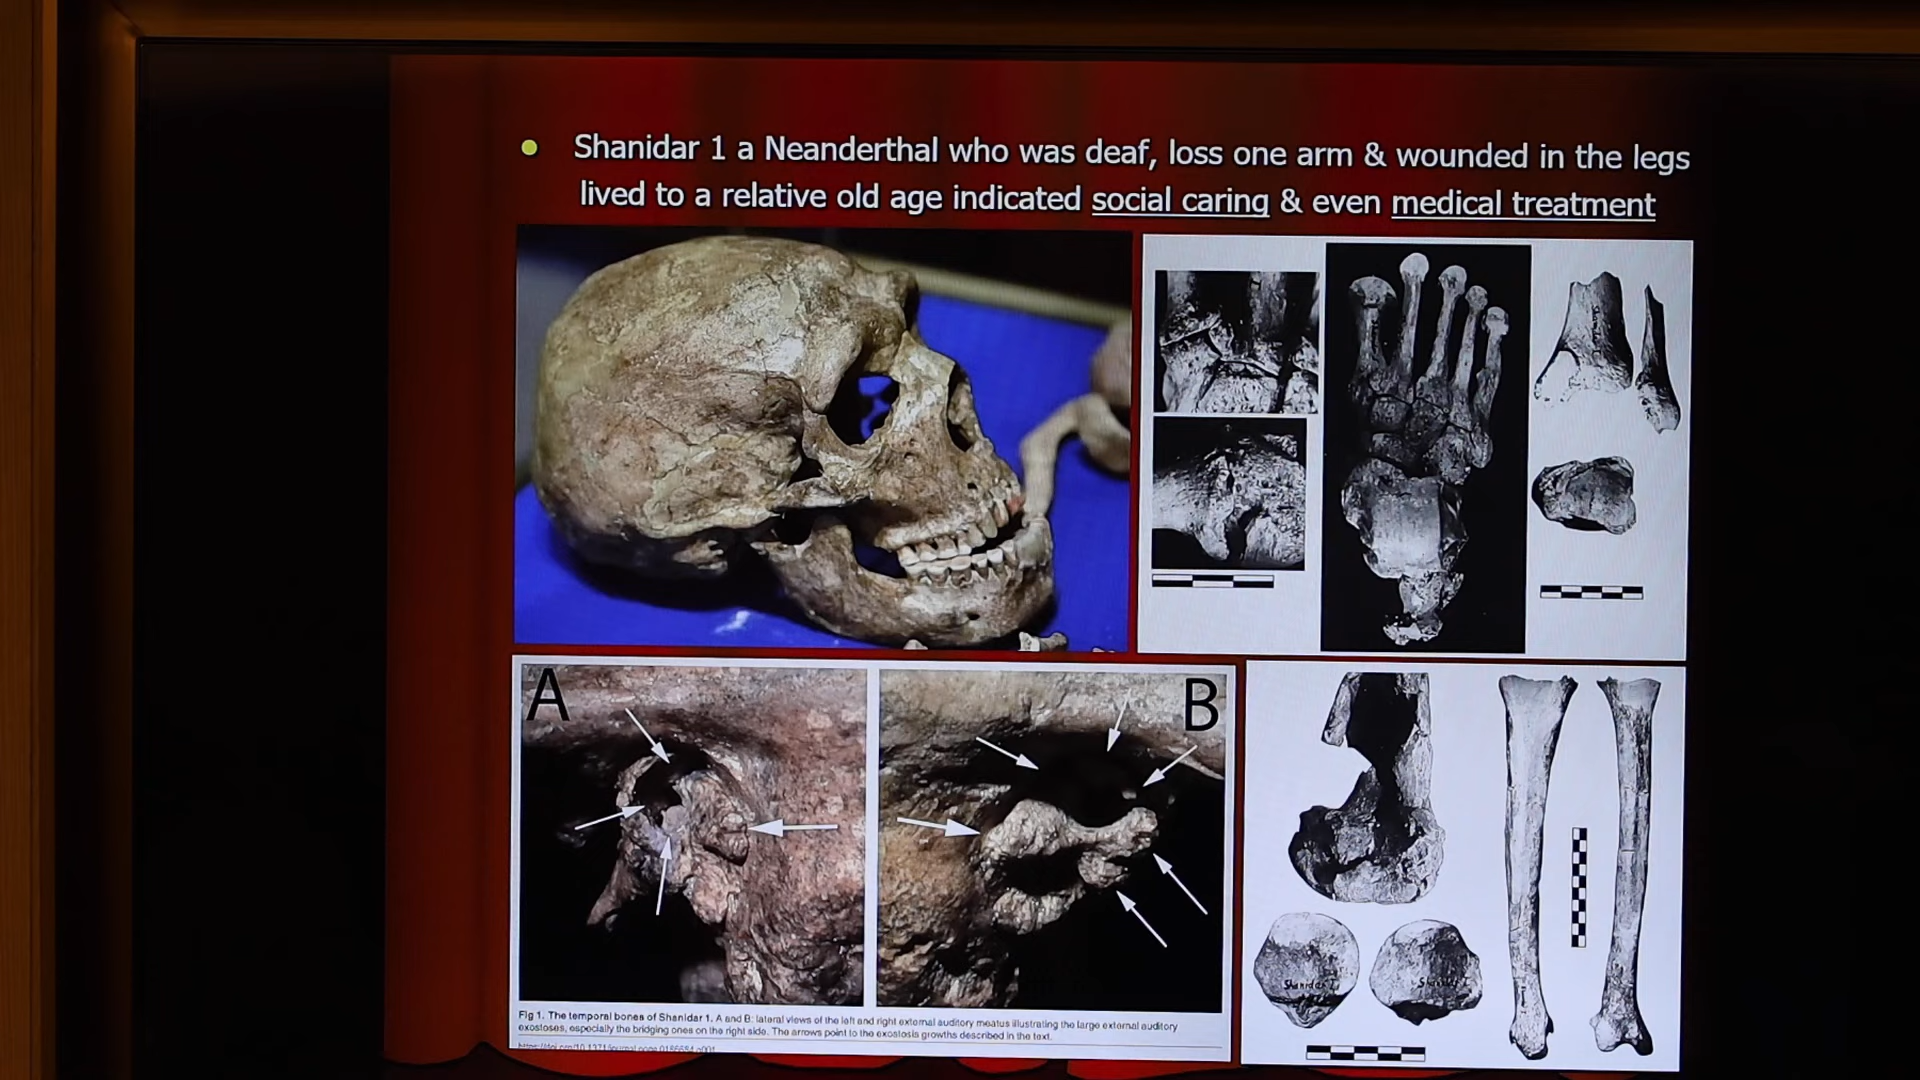 Shanidar 1 a Neanderthal who was deaf, loss one arm & wounded in the legs
lived to a relative old age indicated social caring & even medical treatment
A
B
Shanidar I
Shanidar I
Fig 1. The temporal bones of Shanidar 1. A and B: lateral views of the left and right external auditory meatus illustrating the large external auditory
exostoses, especially the bridging ones on the right side. The arrows point to the exostosis growths described in the text.